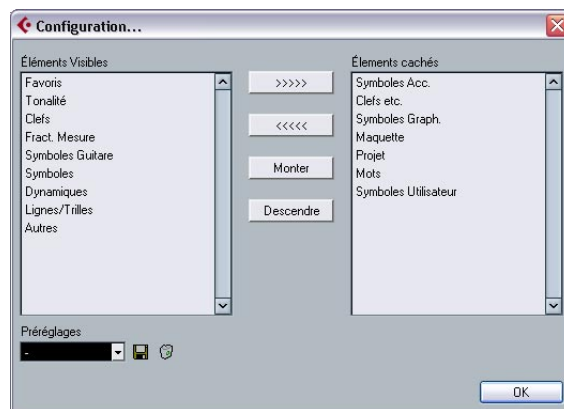 Configuration...
Éléments Visibles
Favoris
Tonalité
Clefs
Fract. Mesure
Symboles Guitare
Symboles
Dynamiques
Lignes/Trilles
Autres
>>>>>
<<<<<
Monter
Descendre
Élements cachés
Symboles Acc.
Clefs etc.
Symboles Graph.
Maquette
Projet
Mots
Symboles Utilisateur
Préréglages
-
OK